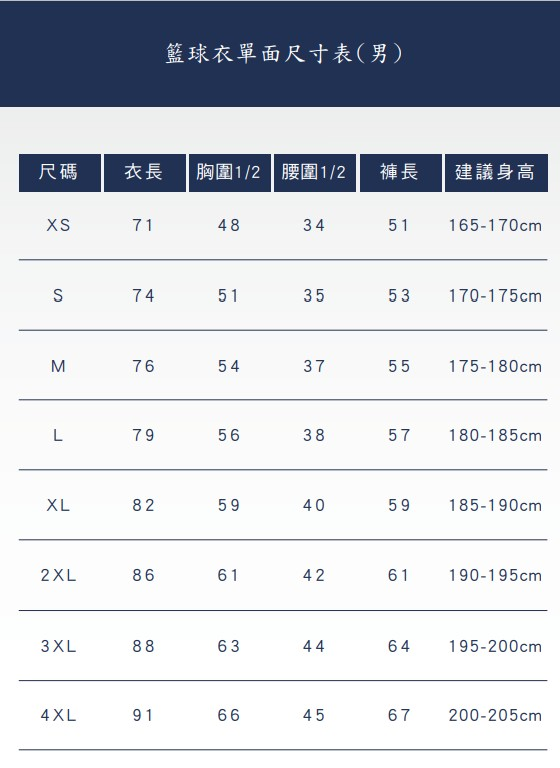 籃球衣單面尺寸表(男)
尺碼 衣長 胸圍1/2 腰圍1/2 褲長 建議身高
XS 71 48 34 51 165-170cm
S 74 51 35 53 170-175cm
M 76 54 37 55 175-180cm
L 79 56 38 57 180-185cm
XL 82 59 40 59 185-190cm
2XL 86 61 42 61 190-195cm
3XL 88 63 44 64 195-200cm
4XL 91 66 45 67 200-205cm